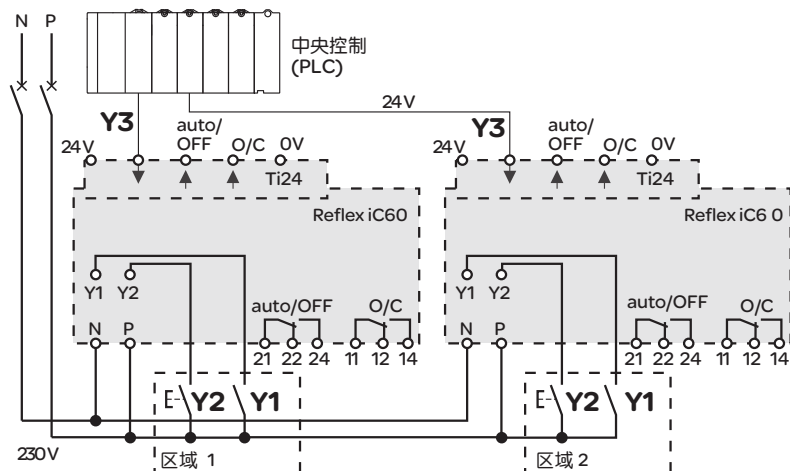 N P
中央控制
(PLC)
24V
Y3
auto/
OFF
24V
O/C
0V
Ti24
Reflex iC60
Y1 Y2
auto/OFF
O/C
N P
21 22 24 11 12 14
Y2 Y1
区域 1
Y3
auto/
OFF
24V
O/C
0V
Ti24
Reflex iC6 0
Y1 Y2
auto/OFF
O/C
N P
21 22 24 11 12 14
Y2 Y1
区域 2
230V